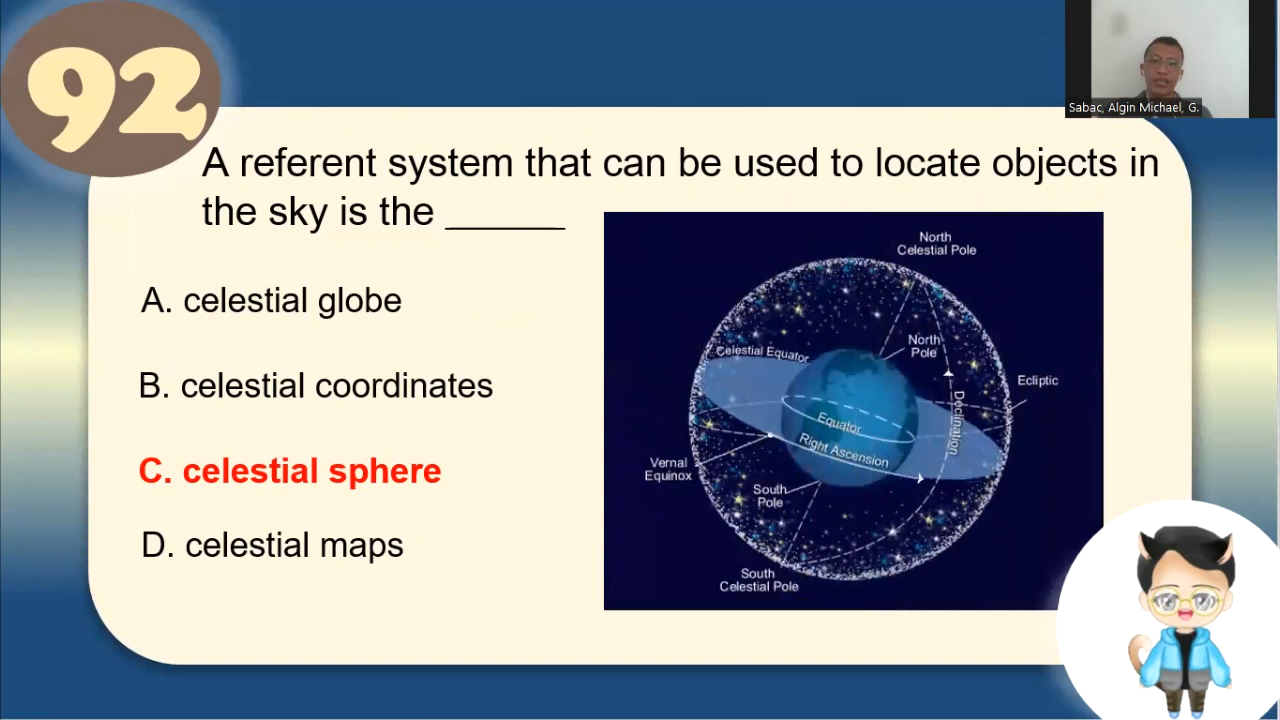 92
Sabac, Algin Michael, G.
A referent system that can be used to locate objects in
the sky is the ______
A. celestial globe
B. celestial coordinates
C. celestial sphere
D. celestial maps
North
Celestial Pole
North
Pole
Celestial Equator
Ecliptic
Declination
Equator
Right Ascension
Vernal
Equinox
South
Pole
South
Celestial Pole